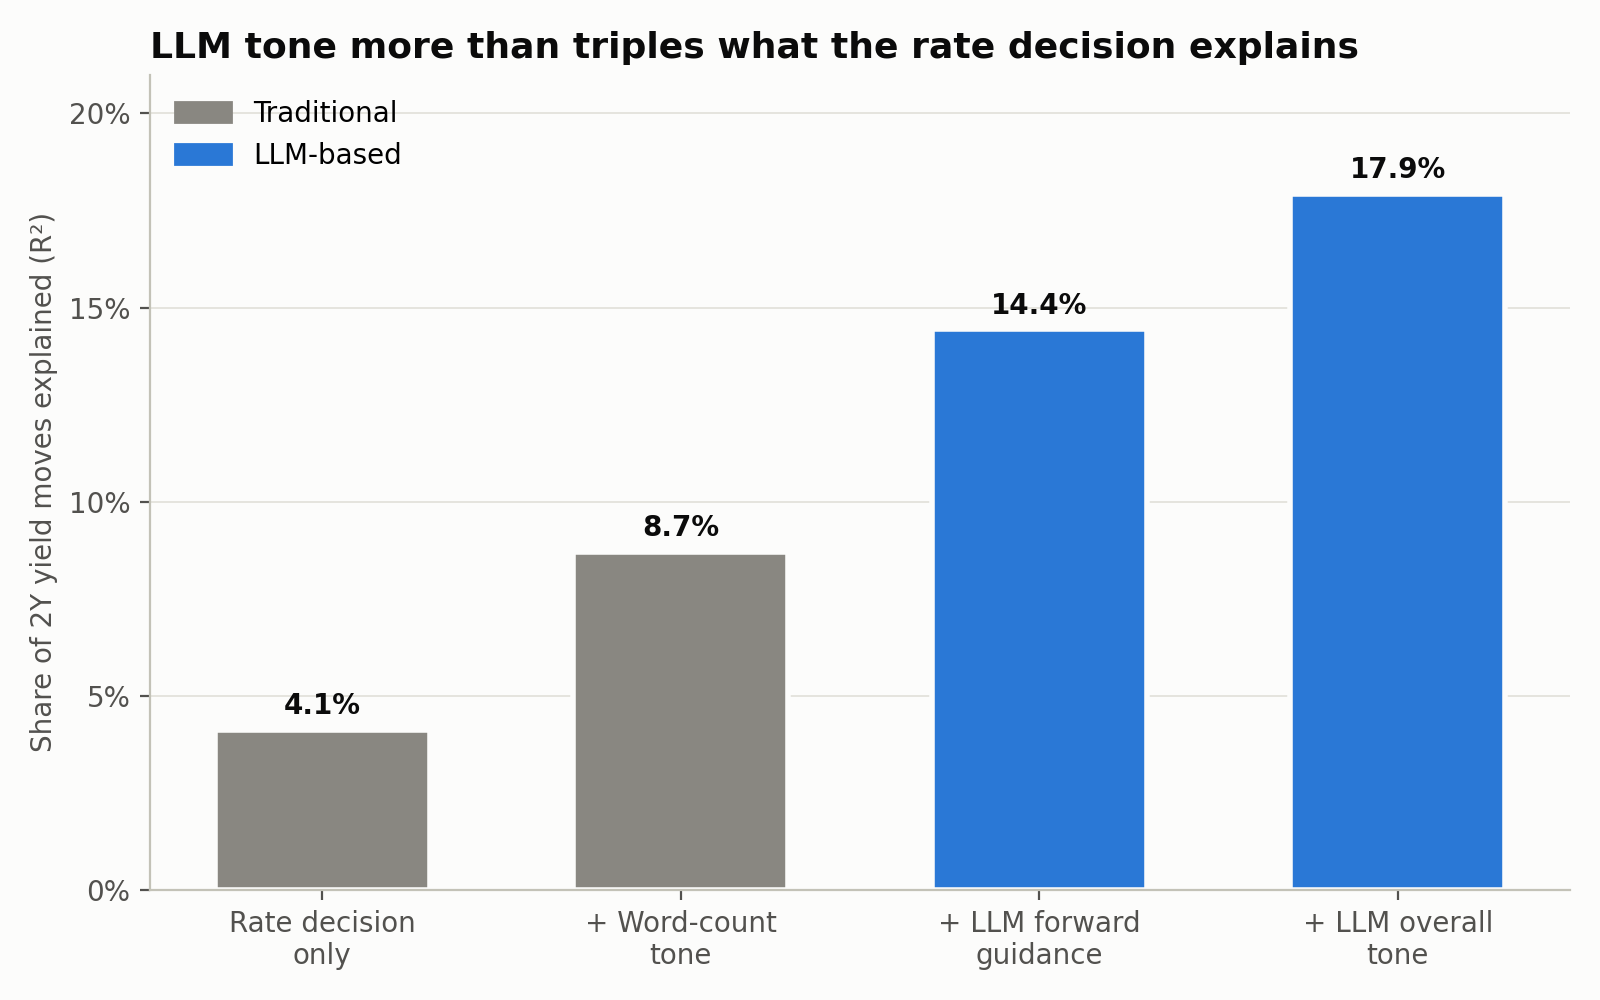 LLM tone more than triples what the rate decision explains
Traditional
LLM-based
Share of 2Y yield moves explained (R²)
20%
15%
10%
5%
0%
4.1%
8.7%
14.4%
17.9%
Rate decision
only
+ Word-count
tone
+ LLM forward
guidance
+ LLM overall
tone